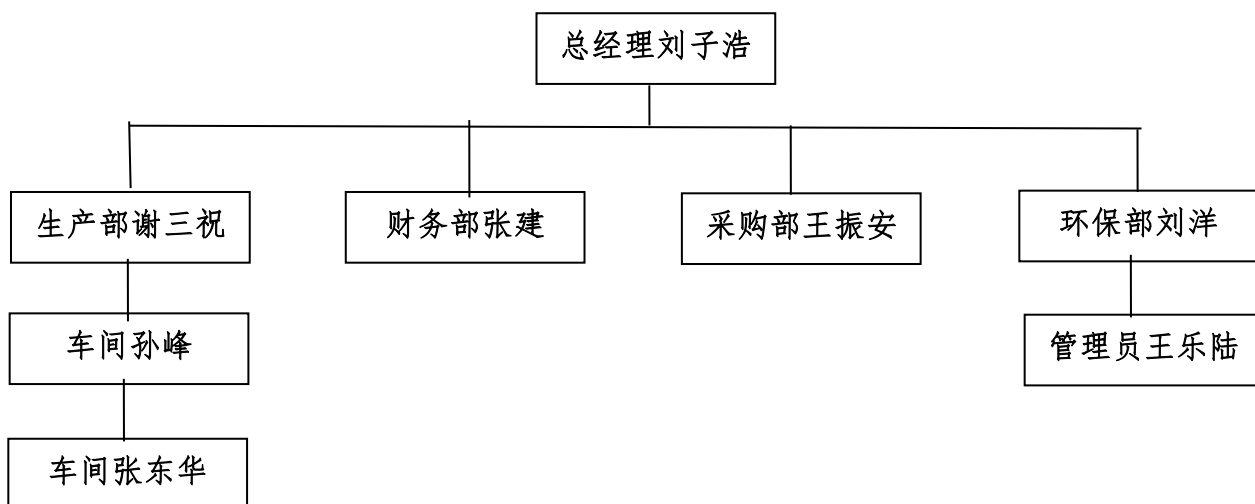 总经理刘子浩
生产部谢三祝
财务部张建
采购部王振安
环保部刘洋
车间孙峰
管理员王乐陆
车间张东华